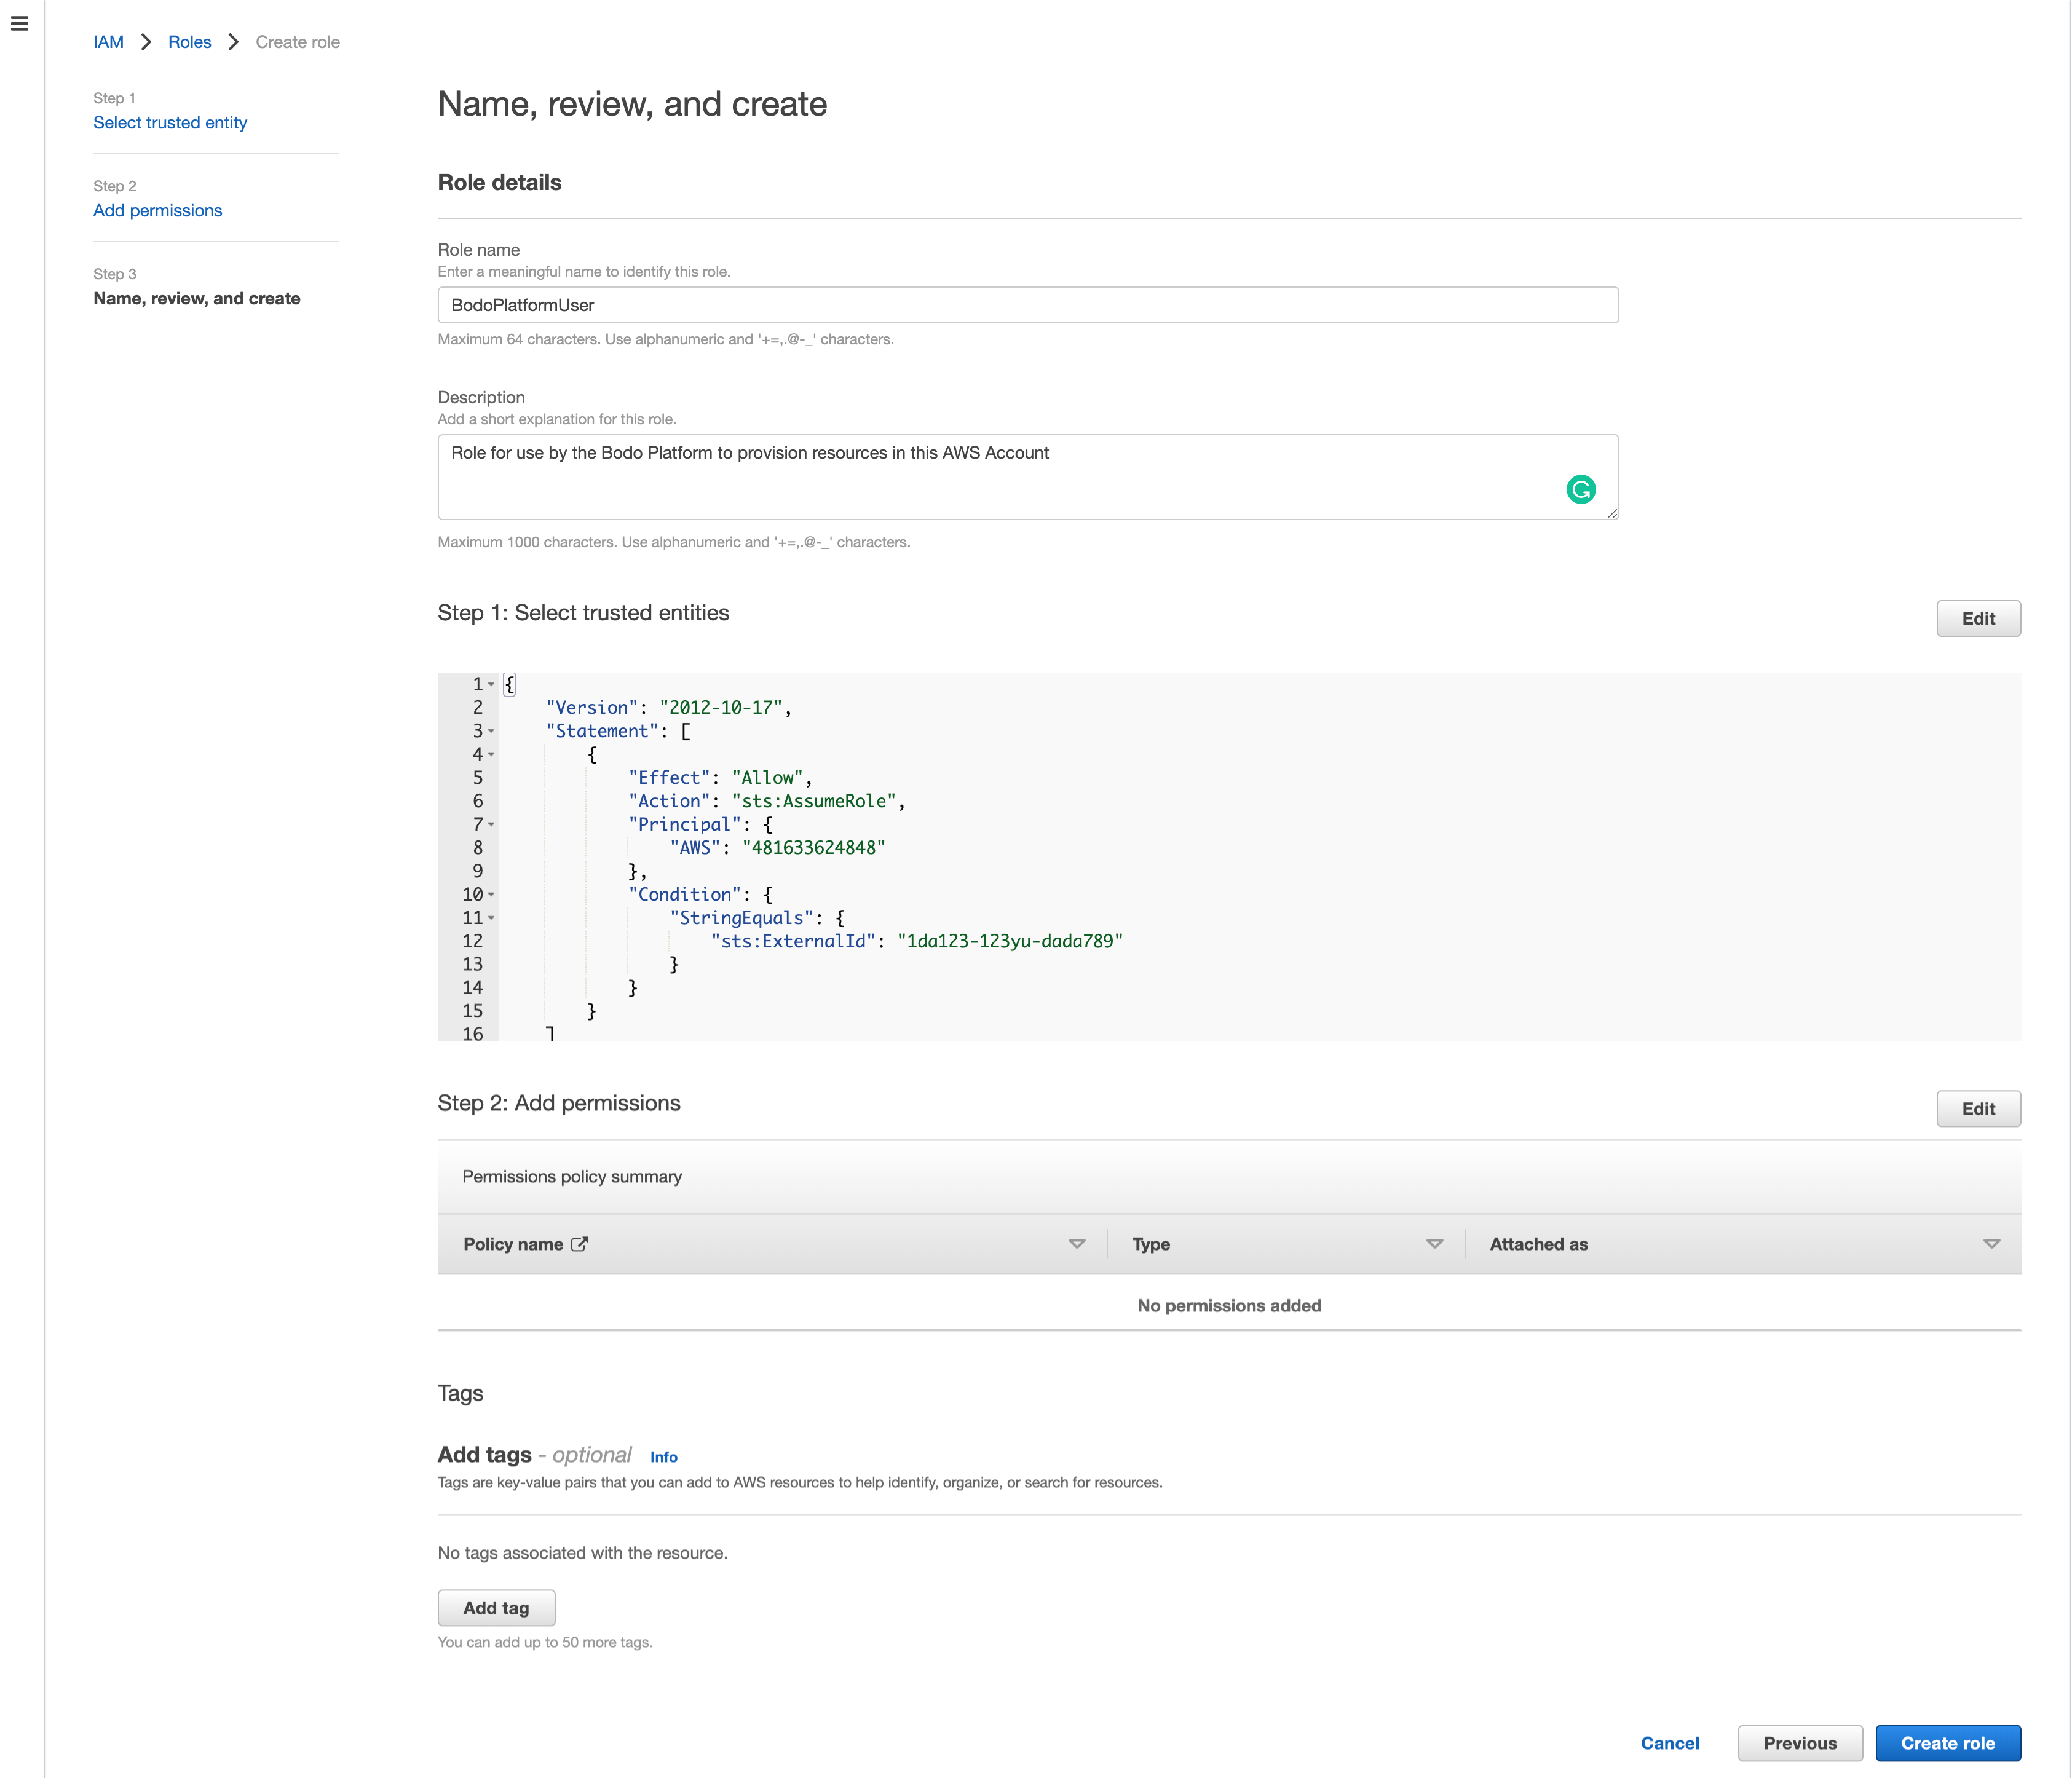 IAM > Roles > Create role
Step 1
Select trusted entity
Step 2
Add permissions
Step 3
Name, review, and create
Name, review, and create
Role details
Role name
Enter a meaningful name to identify this role.
BodoPlatformUser
Maximum 64 characters. Use alphanumeric and '+=,.@-_' characters.
Description
Add a short explanation for this role.
Role for use by the Bodo Platform to provision resources in this AWS Account
Maximum 1000 characters. Use alphanumeric and '+=,.@-_' characters.
Step 1: Select trusted entities
Edit
1 {
2     "Version": "2012-10-17",
3     "Statement": [
4         {
5             "Effect": "Allow",
6             "Action": "sts:AssumeRole",
7             "Principal": {
8                 "AWS": "481633624848"
9             },
10             "Condition": {
11                 "StringEquals": {
12                     "sts:ExternalId": "1da123-123yu-dada789"
13                 }
14             }
15         }
16     ]
Step 2: Add permissions
Edit
Permissions policy summary
Policy name Type Attached as
No permissions added
Tags
Add tags - optional Info
Tags are key-value pairs that you can add to AWS resources to help identify, organize, or search for resources.
No tags associated with the resource.
Add tag
You can add up to 50 more tags.
Cancel Previous Create role